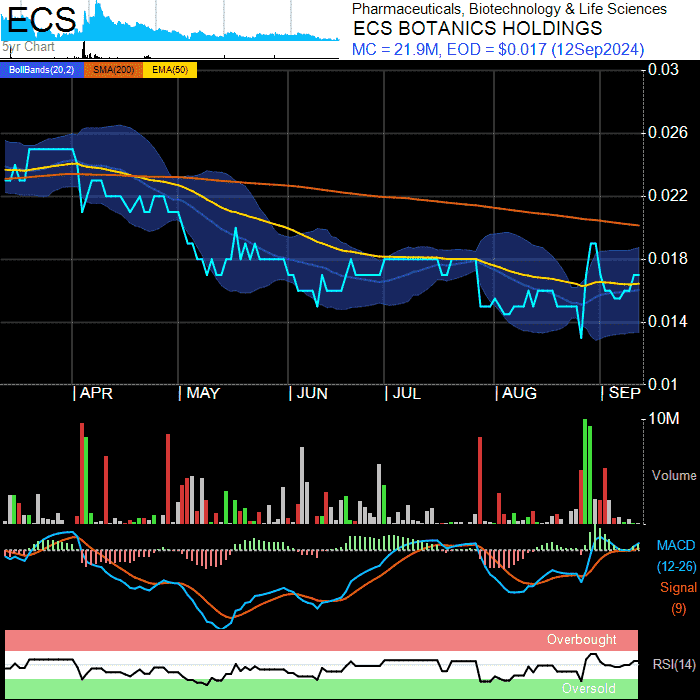 ECS
5yr Chart
Pharmaceuticals, Biotechnology & Life Sciences
ECS BOTANICS HOLDINGS
MC = 21.9M, EOD = $0.017 (12Sep2024)
BollBands(20,2) SMA(200) EMA(50)
0.03
0.026
0.022
0.018
0.014
0.01
APR MAY JUN JUL AUG SEP
10M
Volume
MACD
(12-26)
Signal
(9)
Overbought
RSI(14)
Oversold